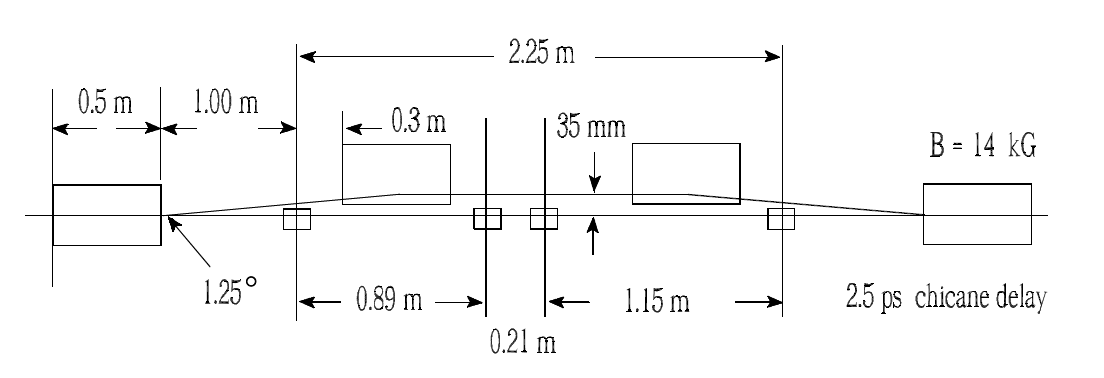 2.25 m
0.5 m
1.00 m
0.3 m
35 mm
B = 14 kG
1.25°
0.89 m
1.15 m
2.5 ps chicane delay
0.21 m